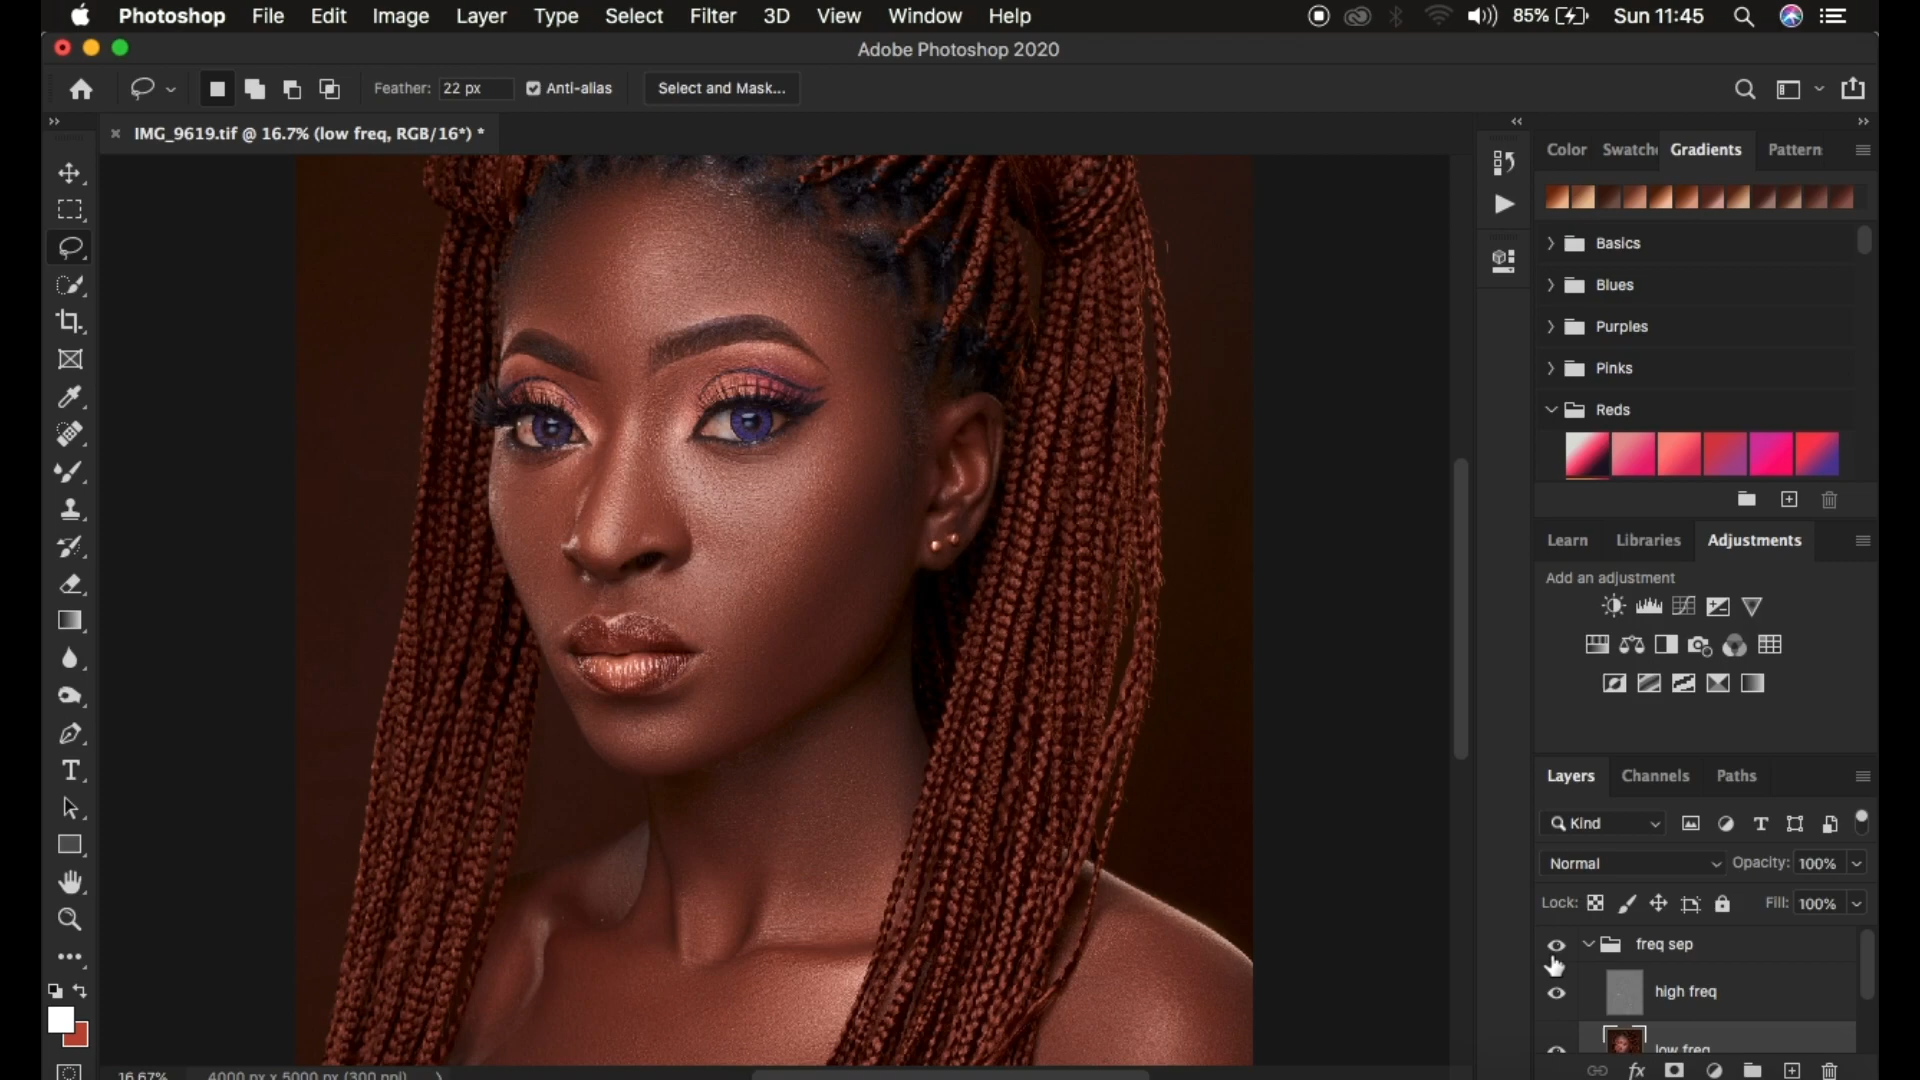 Photoshop File Edit Image Layer Type Select Filter 3D View Window Help 85% Sun 11:45
Adobe Photoshop 2020
Feather: 22 px Anti-alias Select and Mask...
IMG_9619.tif @ 16.7% (low freq, RGB/16*) *
Color Swatche Gradients Pattern
Basics
Blues
Purples
Pinks
Reds
Learn Libraries Adjustments
Add an adjustment
Layers Channels Paths
Kind
Normal Opacity: 100%
Lock: Fill: 100%
freq sep
high freq
low freq
16.67% 4000 px x 5000 px (300 ppi)